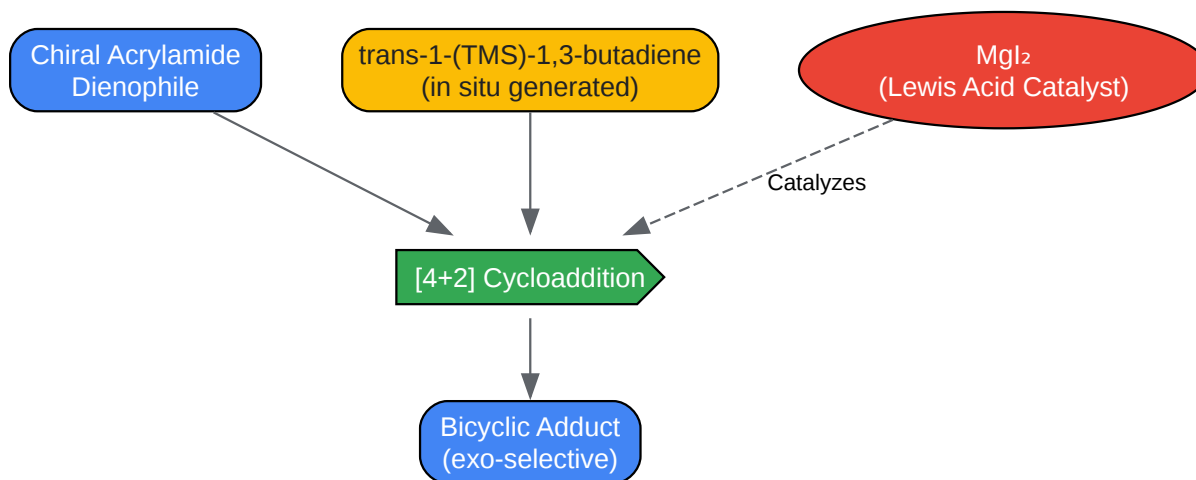 Chiral Acrylamide
Dienophile
trans-1-(TMS)-1,3-butadiene
(in situ generated)
MgI₂
(Lewis Acid Catalyst)
Catalyzes
[4+2] Cycloaddition
Bicyclic Adduct
(exo-selective)